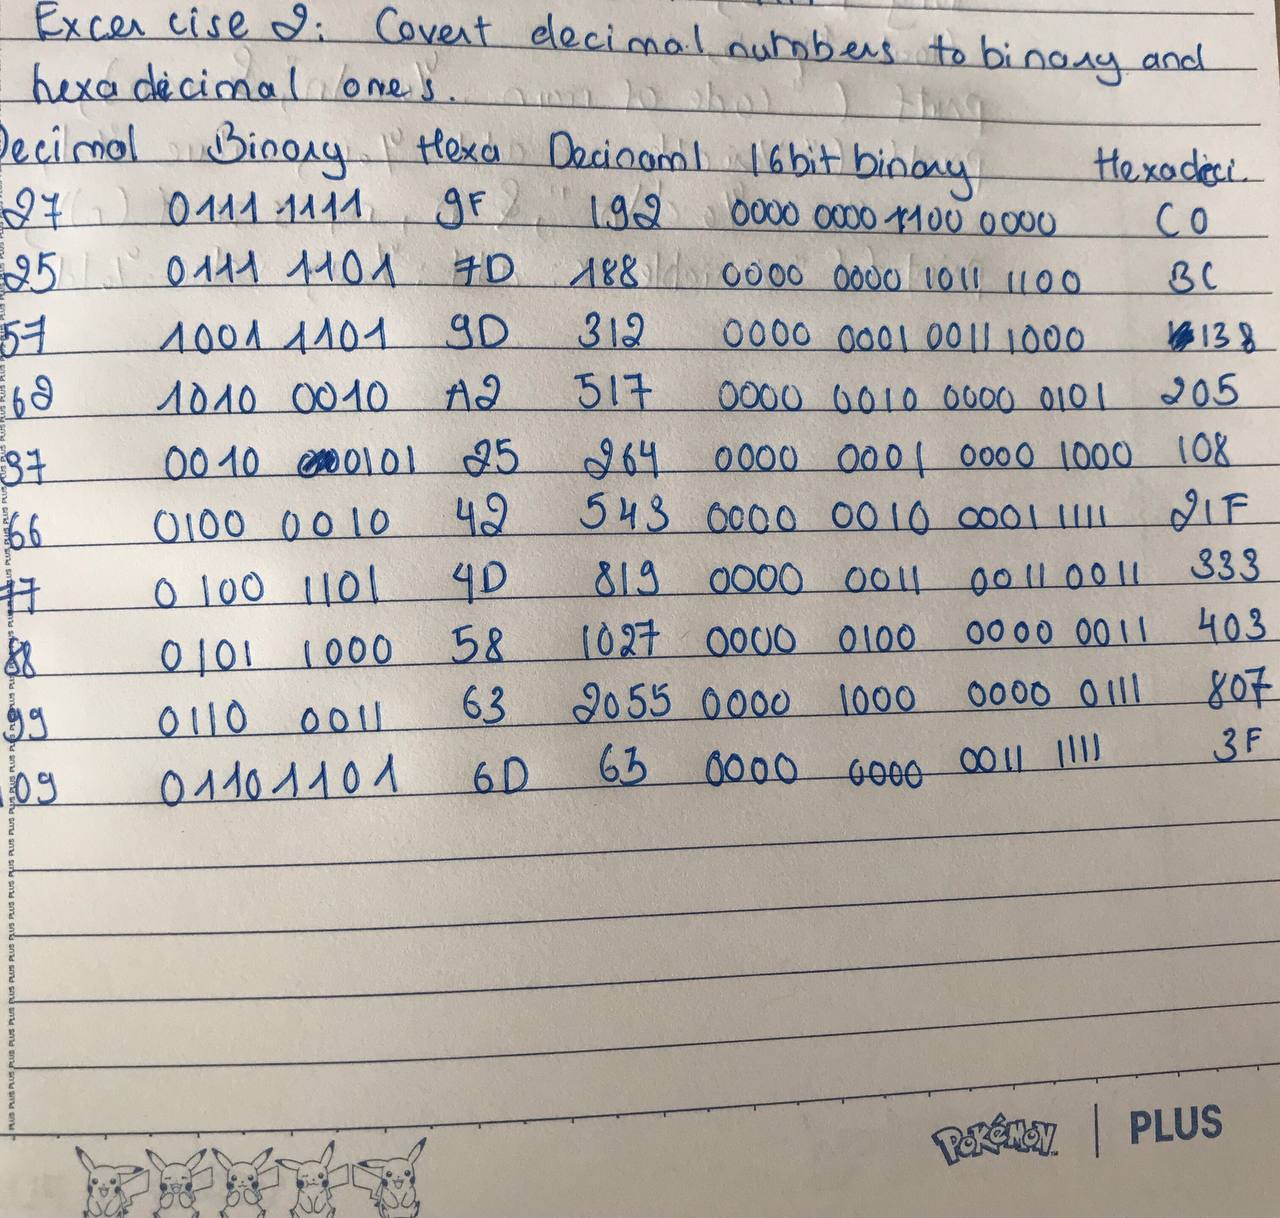 Excercise 2: Covert decimal numbers to binary and
hexadecimal ones.
Decimal Binary Hexa Decinaml 16bit binary Hexadeci.
27 0111 1111 9F 192 0000 0000 1100 0000 C0
25 0111 1101 7D 188 0000 0000 1011 1100 BC
57 1001 1101 9D 312 0000 0001 0011 1000 138
62 1010 0010 A2 517 0000 0010 0000 0101 205
37 0010 0101 25 264 0000 0001 0000 1000 108
66 0100 0010 42 543 0000 0010 0001 1111 21F
77 0100 1101 4D 819 0000 0011 0011 0011 333
88 0101 1000 58 1027 0000 0100 0000 0011 403
99 0110 0011 63 2055 0000 1000 0000 0111 807
09 0110 1101 6D 63 0000 0000 0011 1111 3F
POKÉMON | PLUS